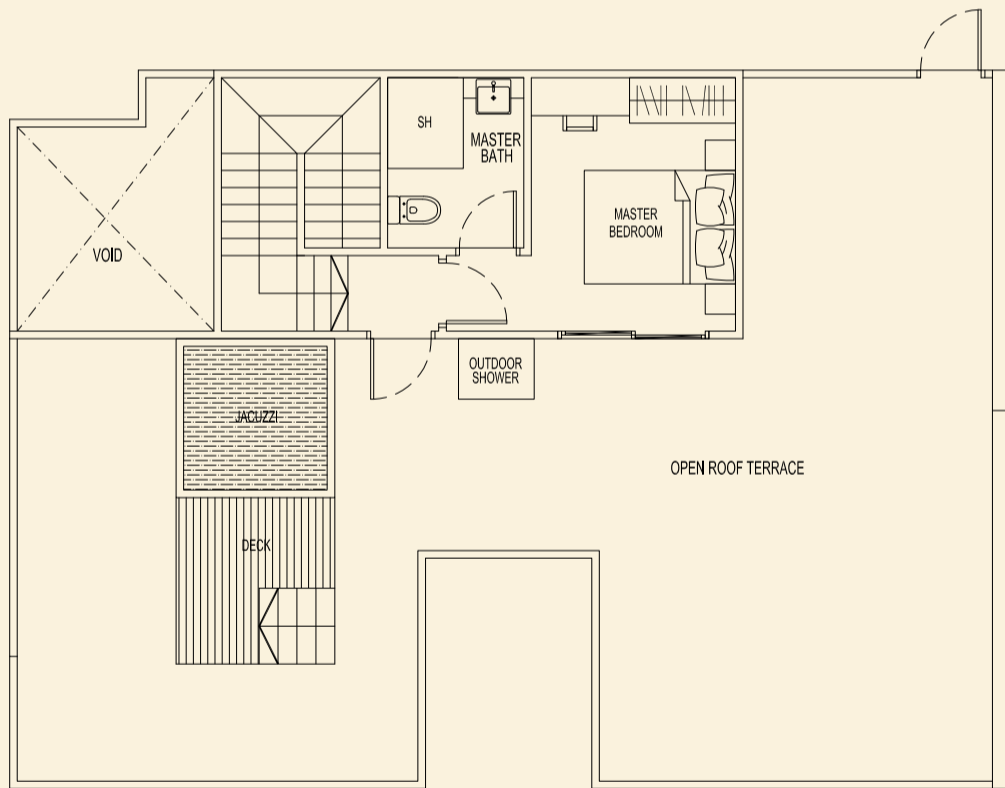 SH
MASTER
BATH
MASTER
BEDROOM
VOID
OUTDOOR
SHOWER
JACUZZI
OPEN ROOF TERRACE
DECK